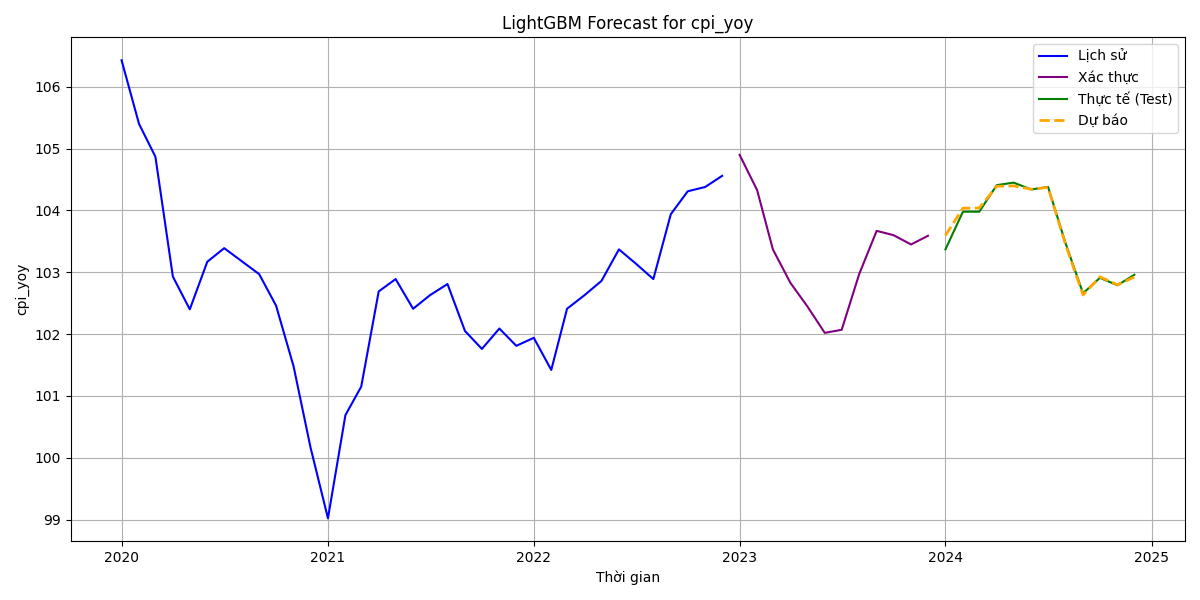 LightGBM Forecast for cpi_yoy
Lịch sử
Xác thực
Thực tế (Test)
Dự báo
106
105
104
103
102
101
100
99
cpi_yoy
2020
2021
2022
2023
2024
2025
Thời gian